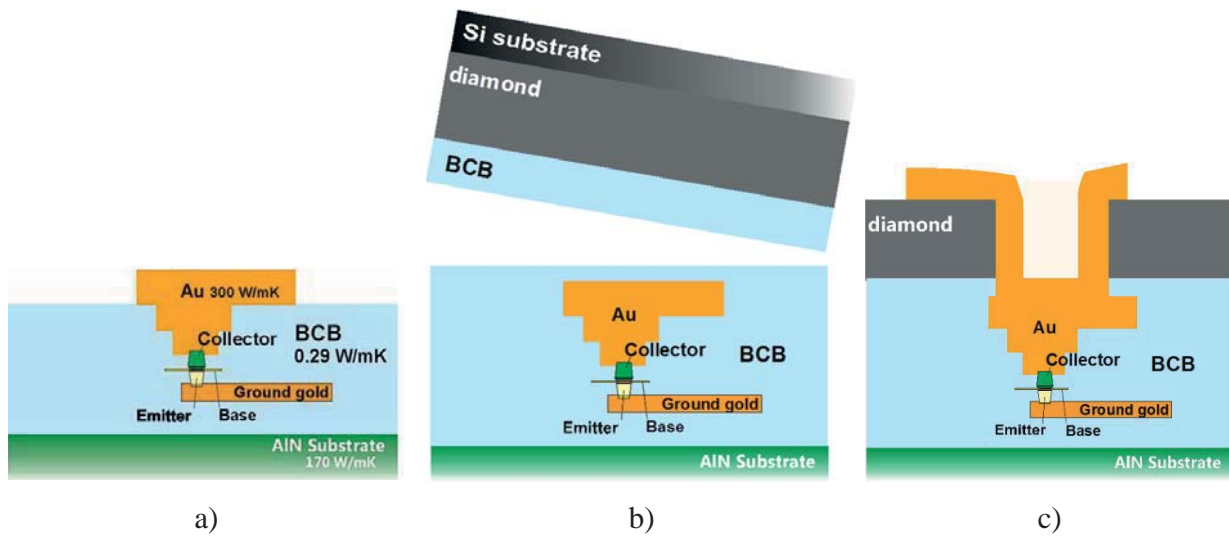 Au 300 W/mK
Collector
BCB
0.29 W/mK
Ground gold
Emitter
Base
AlN Substrate
170 W/mK
a)
Si substrate
diamond
BCB
Au
Collector
BCB
Ground gold
Emitter
Base
AlN Substrate
b)
diamond
Au
BCB
Collector
Ground gold
Emitter
Base
AlN Substrate
c)